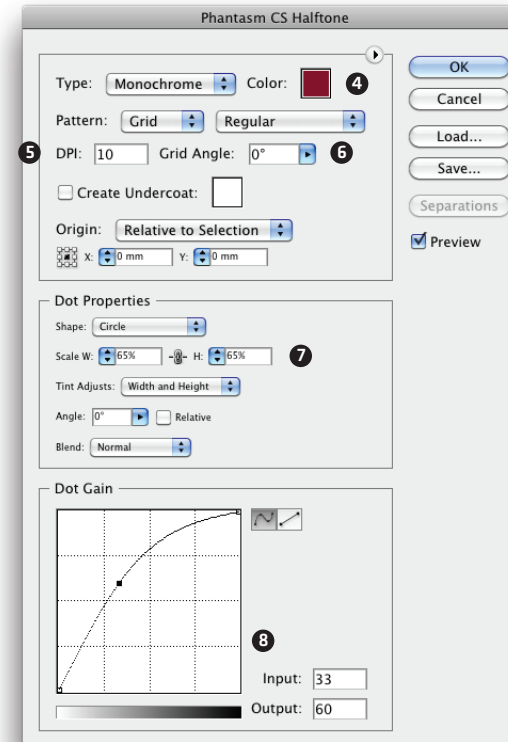 Phantasm CS Halftone
Type: Monochrome Color: 4
OK
Cancel
Pattern: Grid Regular
Load...
5 DPI: 10 Grid Angle: 0° 6
Save...
Create Undercoat:
Separations
Origin: Relative to Selection
Preview
X: 0 mm Y: 0 mm
Dot Properties
Shape: Circle
Scale W: 65% H: 65% 7
Tint Adjusts: Width and Height
Angle: 0° Relative
Blend: Normal
Dot Gain
8
Input: 33
Output: 60